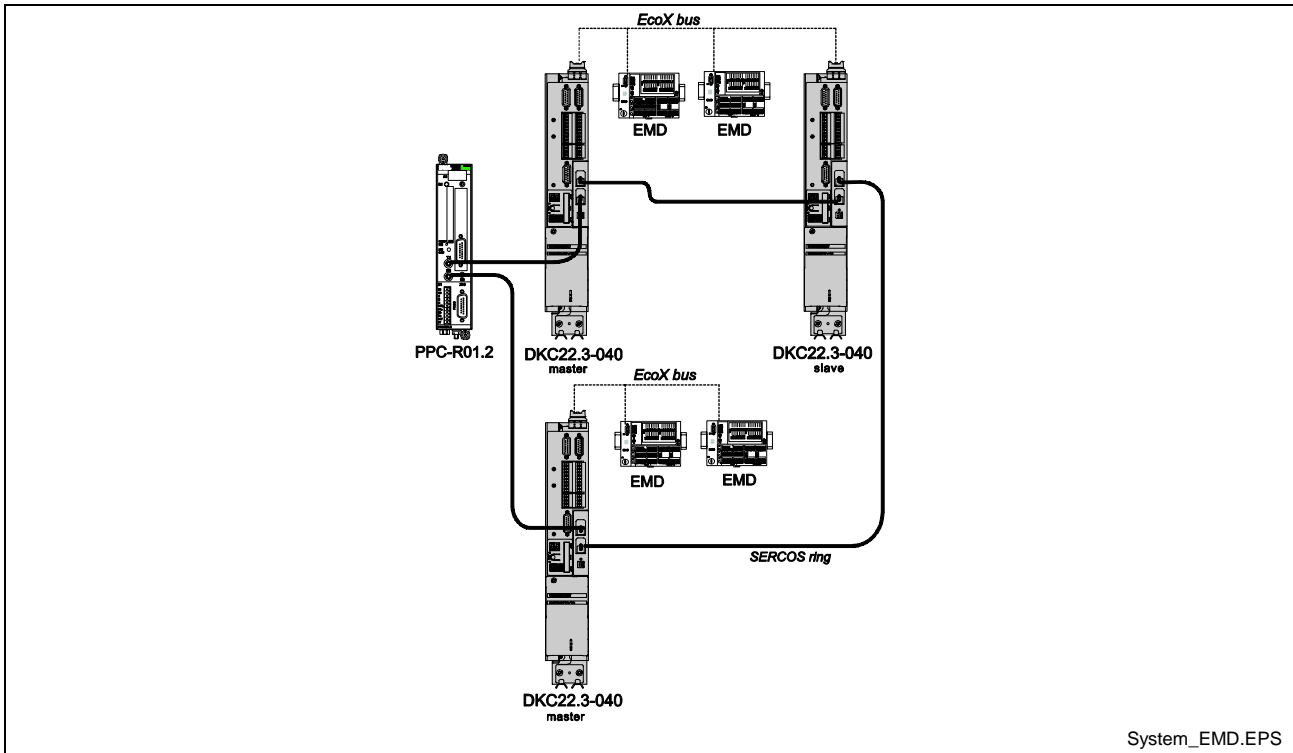 EcoX bus
EMD
EMD
PPC-R01.2
DKC22.3-040
master
DKC22.3-040
slave
EcoX bus
EMD
EMD
SERCOS ring
DKC22.3-040
master
System_EMD.EPS